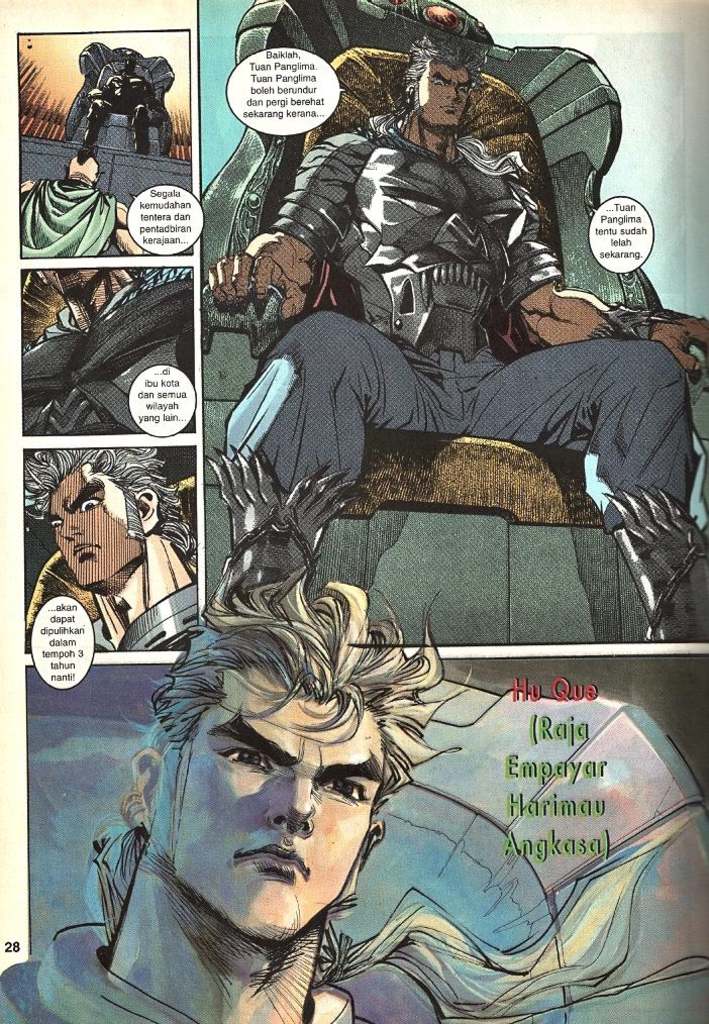 Segala
kemudahan
tentera dan
pentadbiran
kerajaan...
...di
ibu kota
dan semua
wilayah
yang lain...
...akan
dapat
dipulihkan
dalam
tempoh 3
tahun
nanti!
Baiklah,
Tuan Panglima.
Tuan Panglima
boleh berundur
dan pergi berehat
sekarang kerana...
...Tuan
Panglima
tentu sudah
lelah
sekarang.
Hu Que
(Raja
Empayar
Harimau
Angkasa)
28